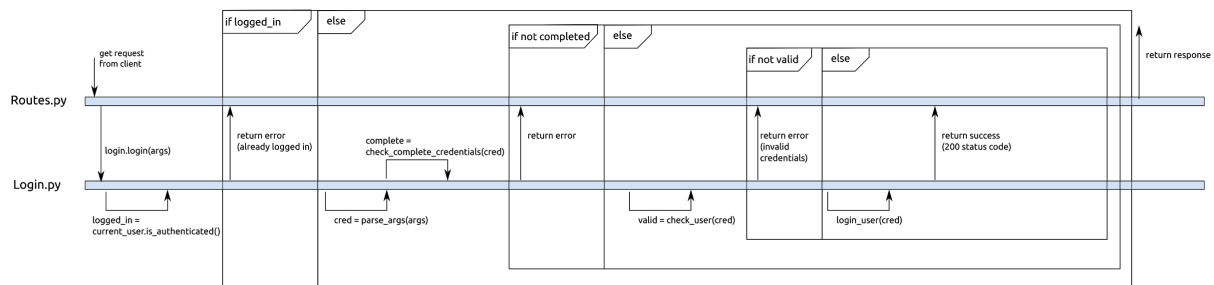 if logged_in
else
if not completed
else
get request
from client
if not valid
else
return response
Routes.py
return error
(already logged in)
complete =
check_complete_credentials(cred)
return error
return error
(invalid
credentials)
return success
(200 status code)
login.login(args)
Login.py
logged_in =
current_user.is_authenticated()
cred = parse_args(args)
valid = check_user(cred)
login_user(cred)